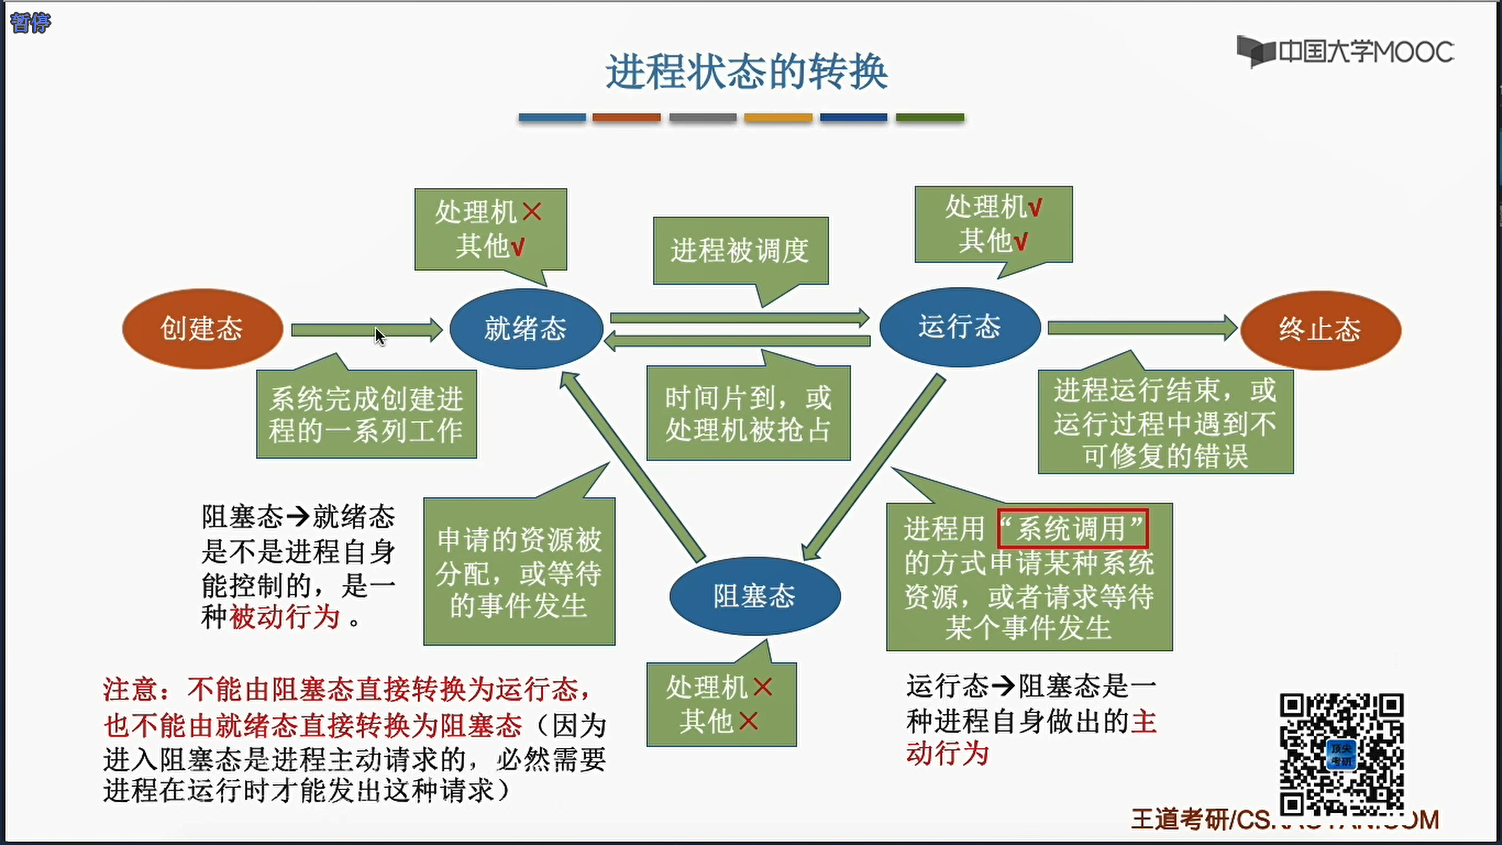 暂停
中国大学MOOC
进程状态的转换
处理机×
其他√
进程被调度
处理机√
其他√
创建态
就绪态
运行态
终止态
系统完成创建进
程的一系列工作
时间片到，或
处理机被抢占
进程运行结束，或
运行过程中遇到不
可修复的错误
阻塞态→就绪态
是不是进程自身
能控制的，是一
种被动行为。
申请的资源被
分配，或等待
的事件发生
进程用“系统调用”
的方式申请某种系统
资源，或者请求等待
某个事件发生
阻塞态
处理机×
其他×
注意：不能由阻塞态直接转换为运行态，
也不能由就绪态直接转换为阻塞态（因为
进入阻塞态是进程主动请求的，必然需要
进程在运行时才能发出这种请求）
运行态→阻塞态是一
种进程自身做出的主
动行为
顶尖
考研
王道考研/CSKAOYAN.COM